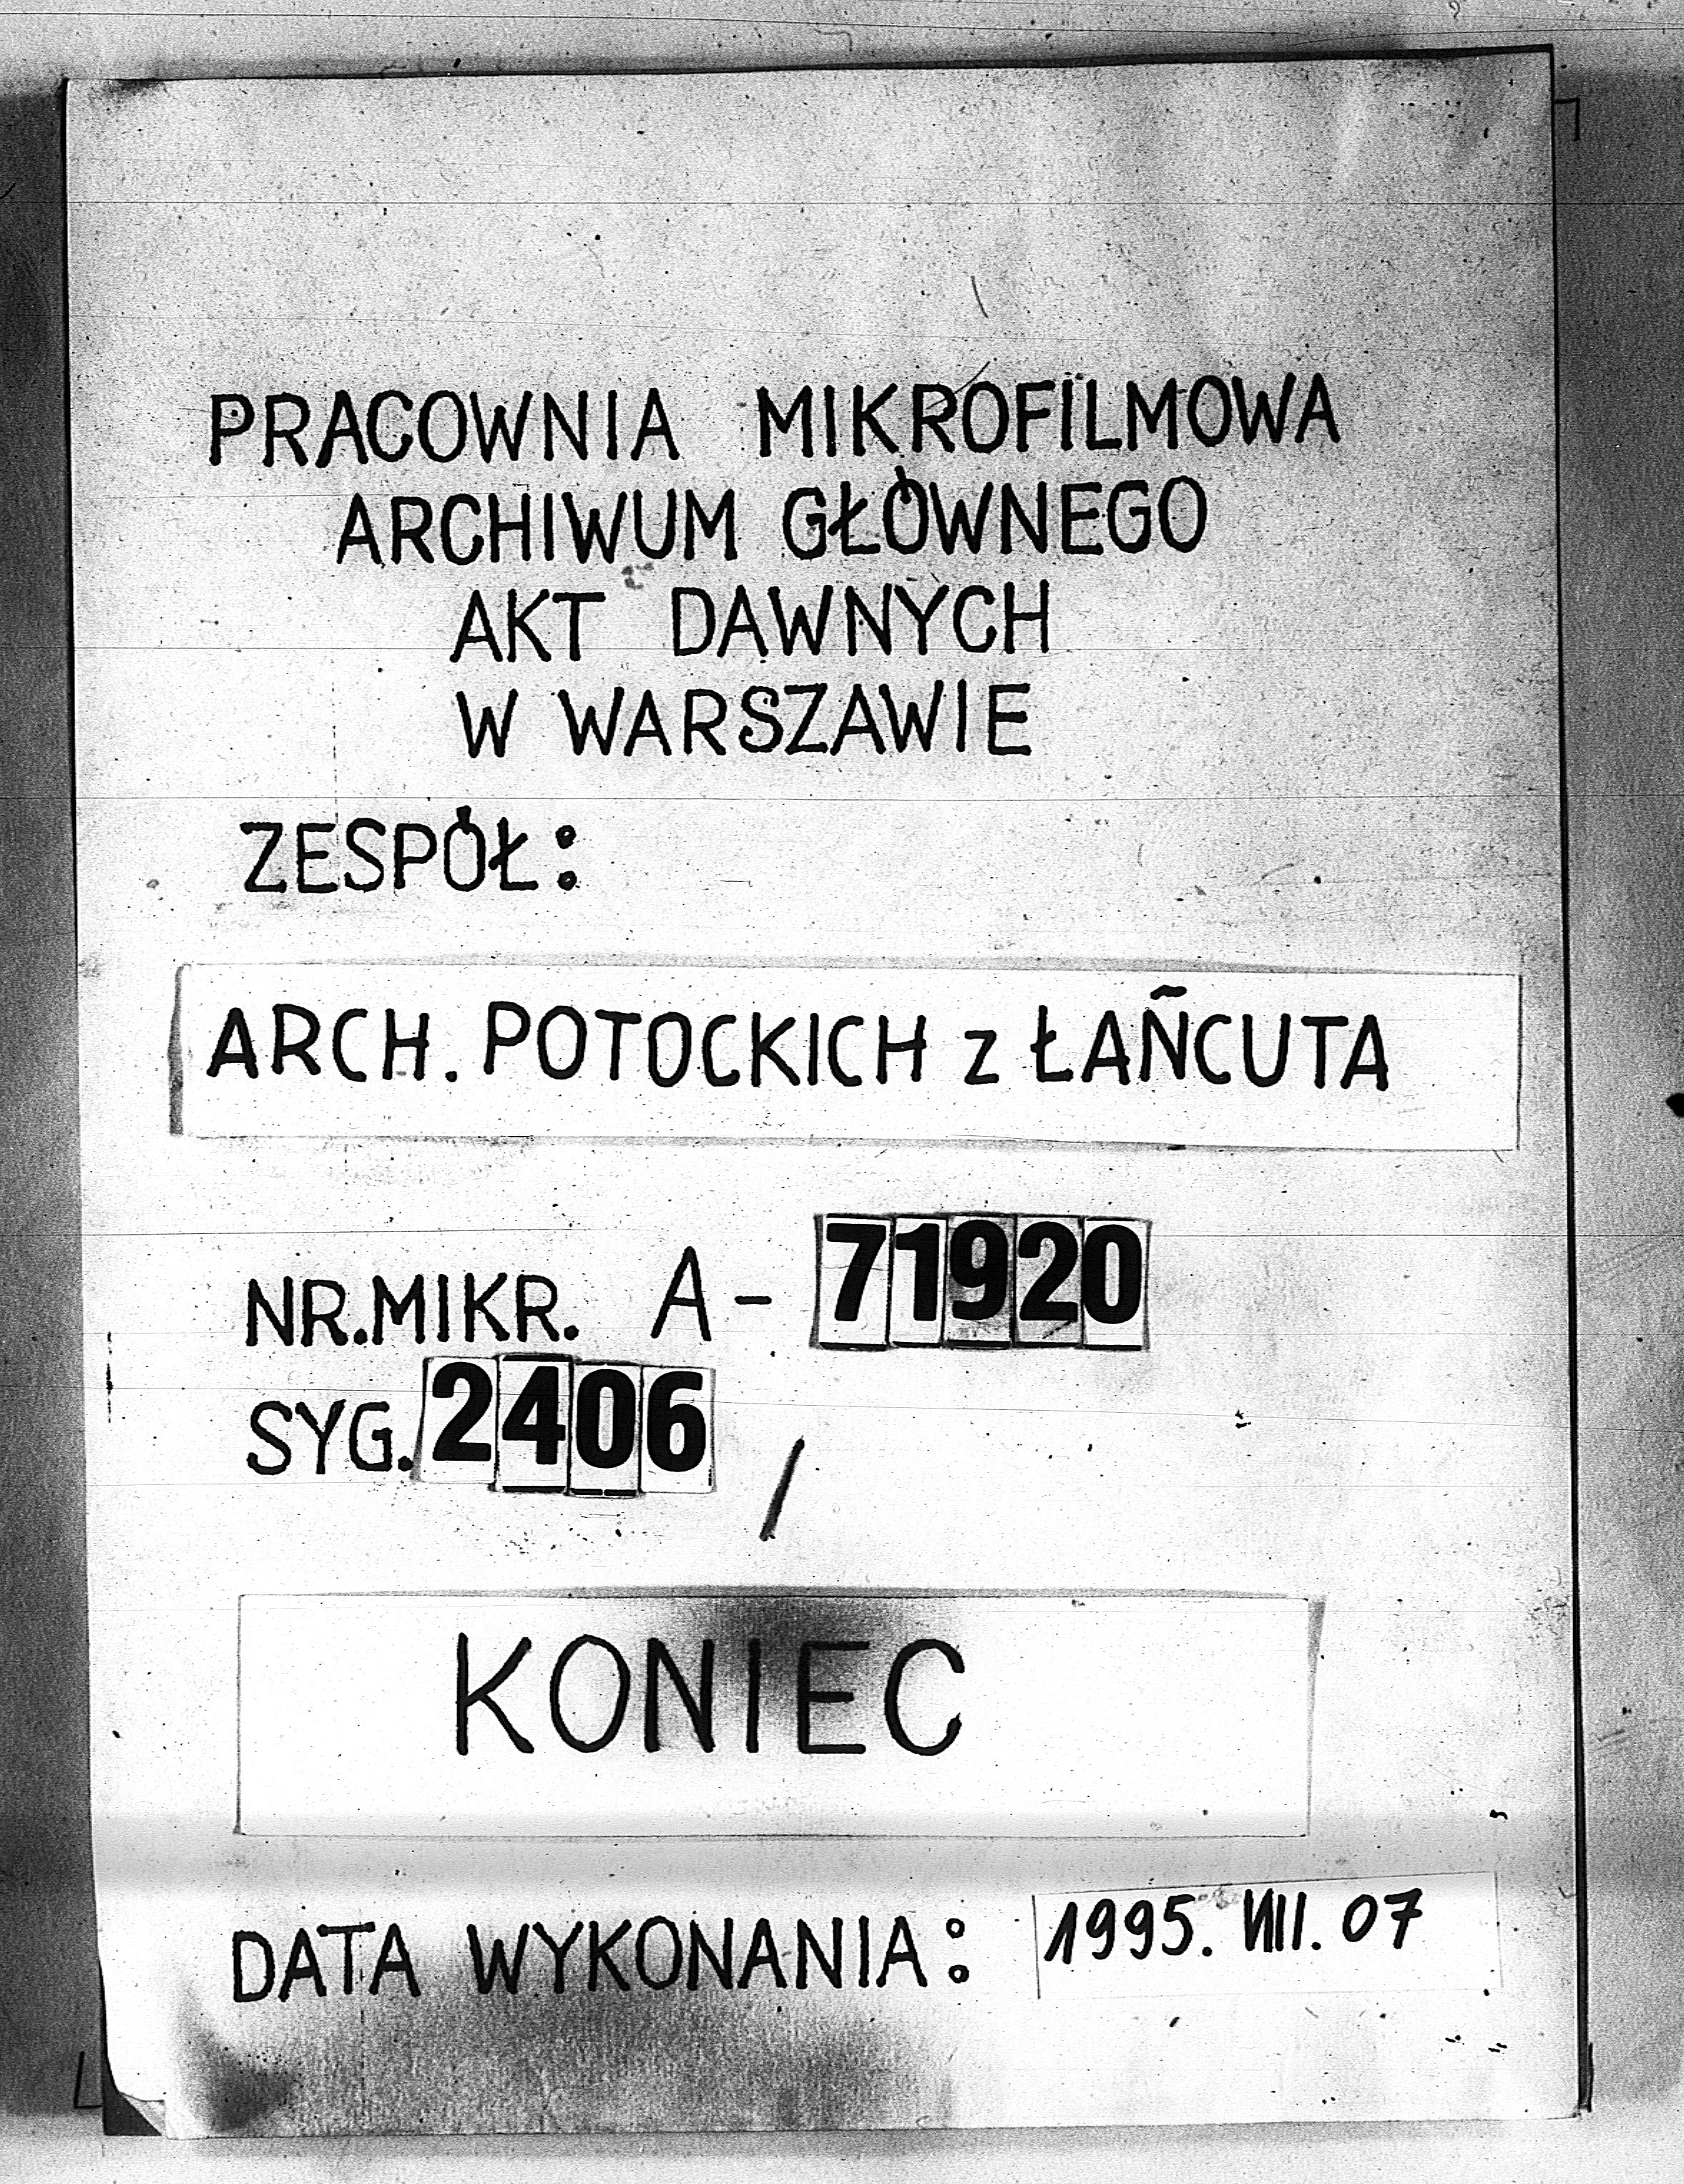 PRACOWNIA MIKROFILMOWA
ARCHIWUM GŁÓWNEGO
AKT DAWNYCH
W WARSZAWIE
ZESPÓŁ:
ARCH. POTOCKICH z ŁAŃCUTA
NR.MIKR. A-71920
SYG. 2406 /
KONIEC
DATA WYKONANIA: 1995. VIII. 07